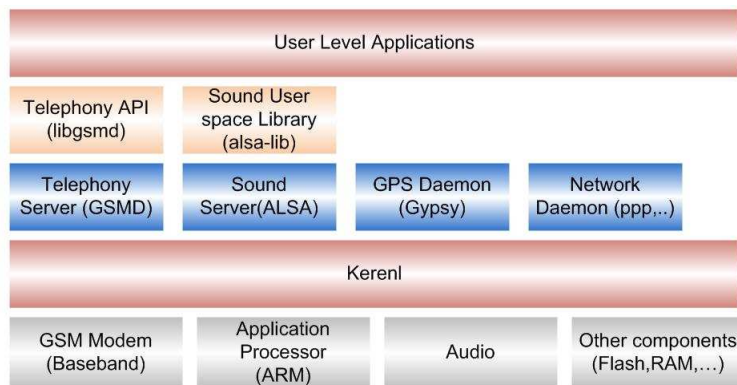 User Level Applications
Telephony API
(libgsmd)
Sound User
space Library
(alsa-lib)
Telephony
Server (GSMD)
Sound
Server(ALSA)
GPS Daemon
(Gypsy)
Network
Daemon (ppp,..)
Kerenl
GSM Modem
(Baseband)
Application
Processor
(ARM)
Audio
Other components
(Flash,RAM,...)